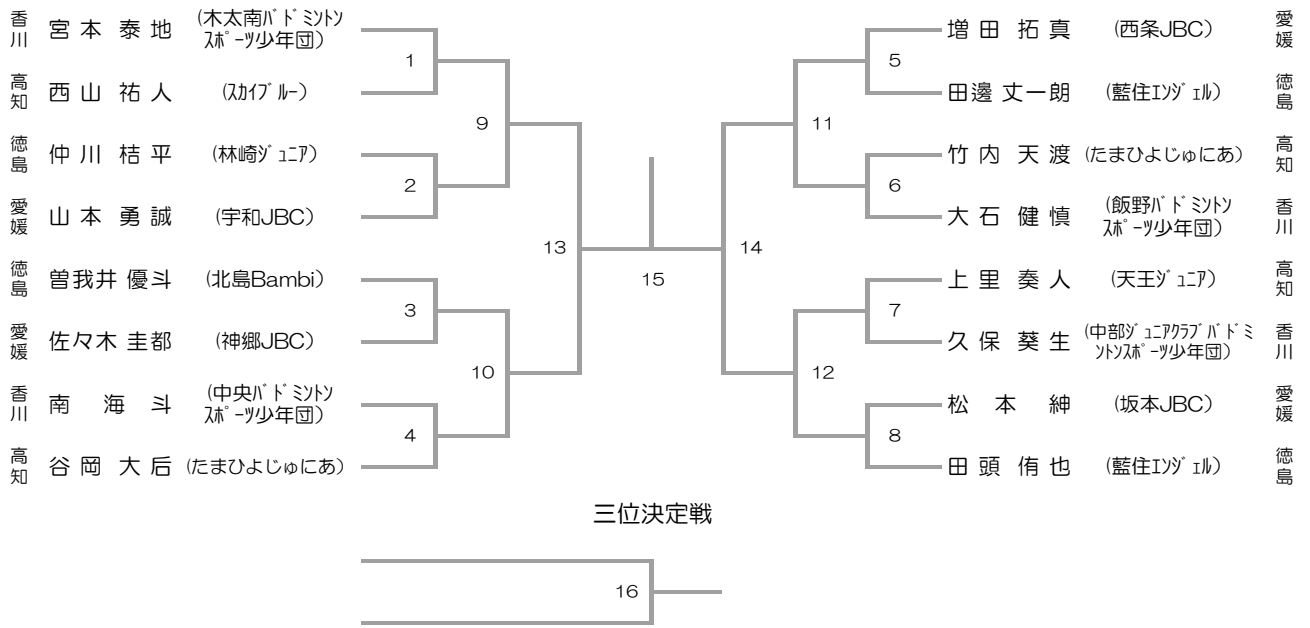 香川 宮本 泰地 (木太南バドミントンスポーツ少年団)
1
高知 西山 祐人 (スカイブルー)
9
徳島 仲川 桔平 (林崎ジュニア)
2
愛媛 山本 勇誠 (宇和JBC)
13
徳島 曽我井 優斗 (北島Bambi)
3
愛媛 佐々木 圭都 (神郷JBC)
10
香川 南 海斗 (中央バドミントンスポーツ少年団)
4
高知 谷岡 大后 (たまひよじゅにあ)
15
増田 拓真 (西条JBC) 愛媛
5
田邊 丈一朗 (藍住エンジェル) 徳島
11
竹内 天渡 (たまひよじゅにあ) 高知
6
大石 健慎 (飯野バドミントンスポーツ少年団) 香川
14
上里 奏人 (天王ジュニア) 高知
7
久保 葵生 (中部ジュニアクラブバドミントンスポーツ少年団) 香川
12
松本 紳 (坂本JBC) 愛媛
8
田頭 侑也 (藍住エンジェル) 徳島
三位決定戦
16